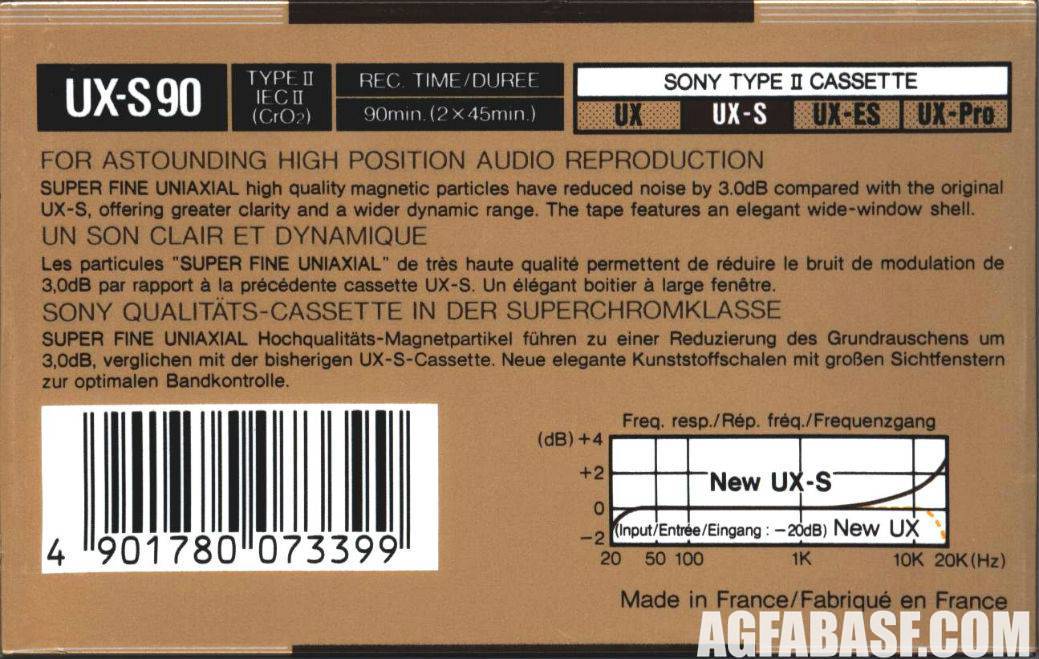 UX-S 90
TYPE II
IEC II
(CrO2)
REC. TIME/DUREE
90min. (2×45min.)
SONY TYPE II CASSETTE
UX UX-S UX-ES UX-Pro
FOR ASTOUNDING HIGH POSITION AUDIO REPRODUCTION
SUPER FINE UNIAXIAL high quality magnetic particles have reduced noise by 3.0dB compared with the original
UX-S, offering greater clarity and a wider dynamic range. The tape features an elegant wide-window shell.
UN SON CLAIR ET DYNAMIQUE
Les particules "SUPER FINE UNIAXIAL" de très haute qualité permettent de réduire le bruit de modulation de
3,0dB par rapport à la précédente cassette UX-S. Un élégant boitier à large fenêtre.
SONY QUALITÄTS-CASSETTE IN DER SUPERCHROMKLASSE
SUPER FINE UNIAXIAL Hochqualitäts-Magnetpartikel führen zu einer Reduzierung des Grundrauschens um
3,0dB, verglichen mit der bisherigen UX-S-Cassette. Neue elegante Kunststoffschalen mit großen Sichtfenstern
zur optimalen Bandkontrolle.
4 901780 073399
Freq. resp./Rép. fréq./Frequenzgang
(dB) +4
+2
0
−2
New UX-S
(Input/Entrée/Eingang : −20dB) New UX
20 50 100 1K 10K 20K(Hz)
Made in France/Fabriqué en France
AGFABASF.COM